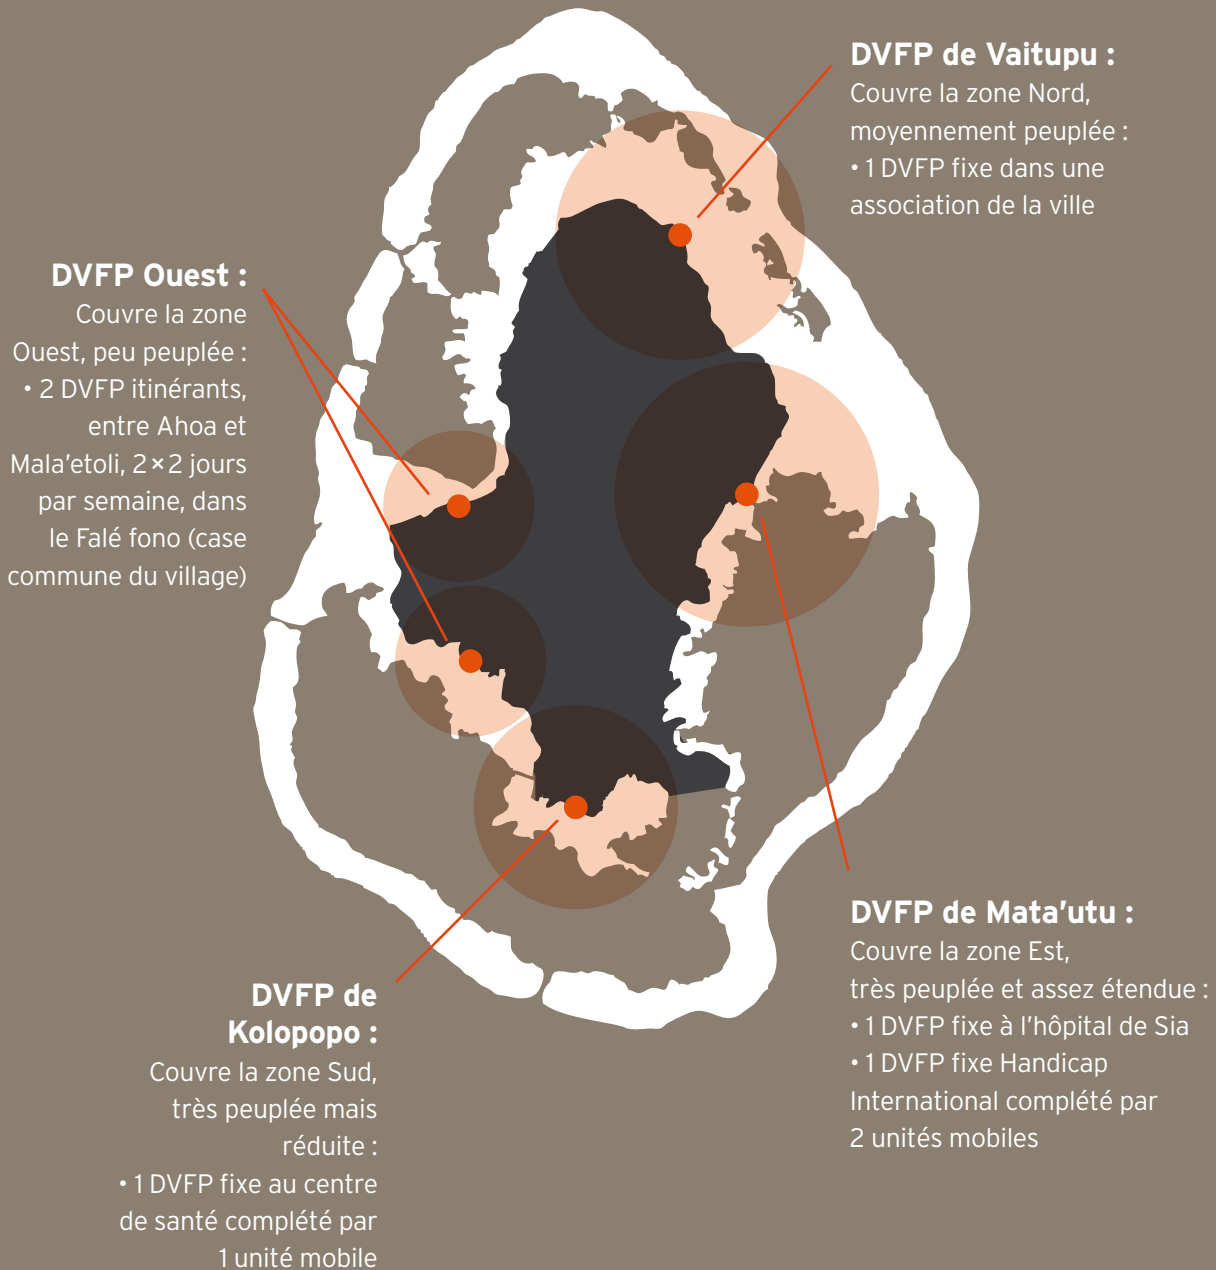 DVFP de Vaitupu :
Couvre la zone Nord,
moyennement peuplée :
• 1 DVFP fixe dans une
association de la ville
DVFP Ouest :
Couvre la zone
Ouest, peu peuplée :
• 2 DVFP itinérants,
entre Ahoa et
Mala’etoli, 2×2 jours
par semaine, dans
le Falé fono (case
commune du village)
DVFP de Mata’utu :
Couvre la zone Est,
très peuplée et assez étendue :
• 1 DVFP fixe à l’hôpital de Sia
• 1 DVFP fixe Handicap
International complété par
2 unités mobiles
DVFP de
Kolopopo :
Couvre la zone Sud,
très peuplée mais
réduite :
• 1 DVFP fixe au centre
de santé complété par
1 unité mobile